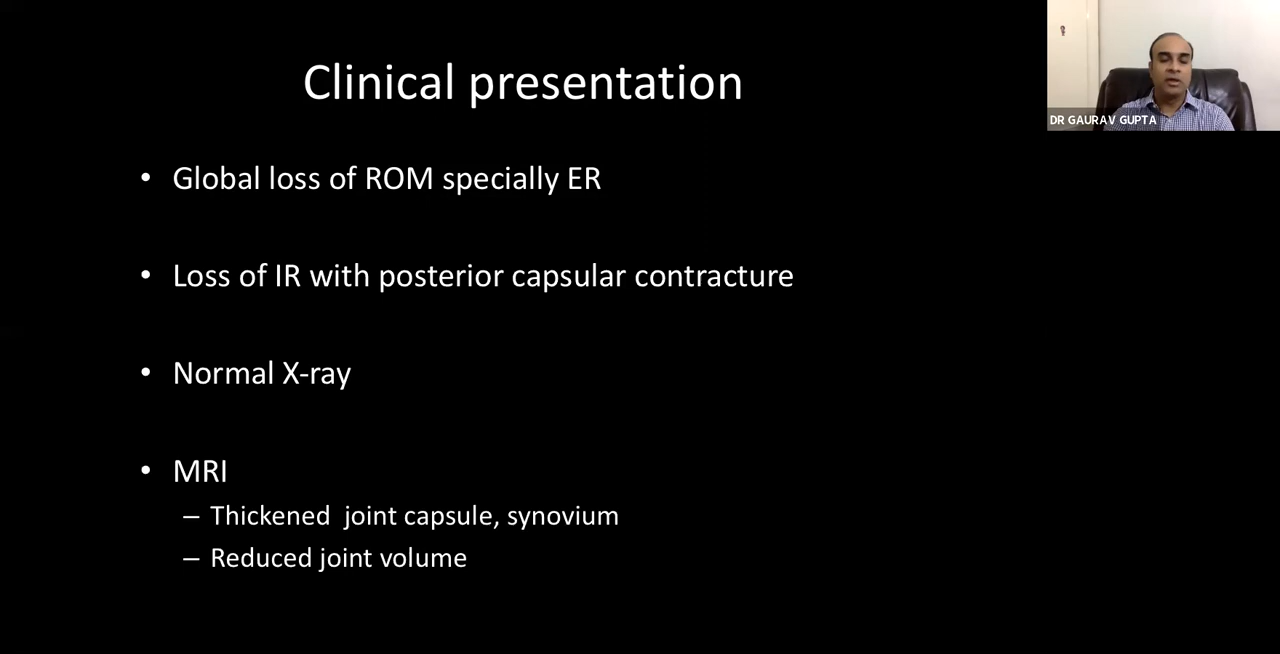 Clinical presentation
DR GAURAV GUPTA
• Global loss of ROM specially ER
• Loss of IR with posterior capsular contracture
• Normal X-ray
• MRI
– Thickened joint capsule, synovium
– Reduced joint volume